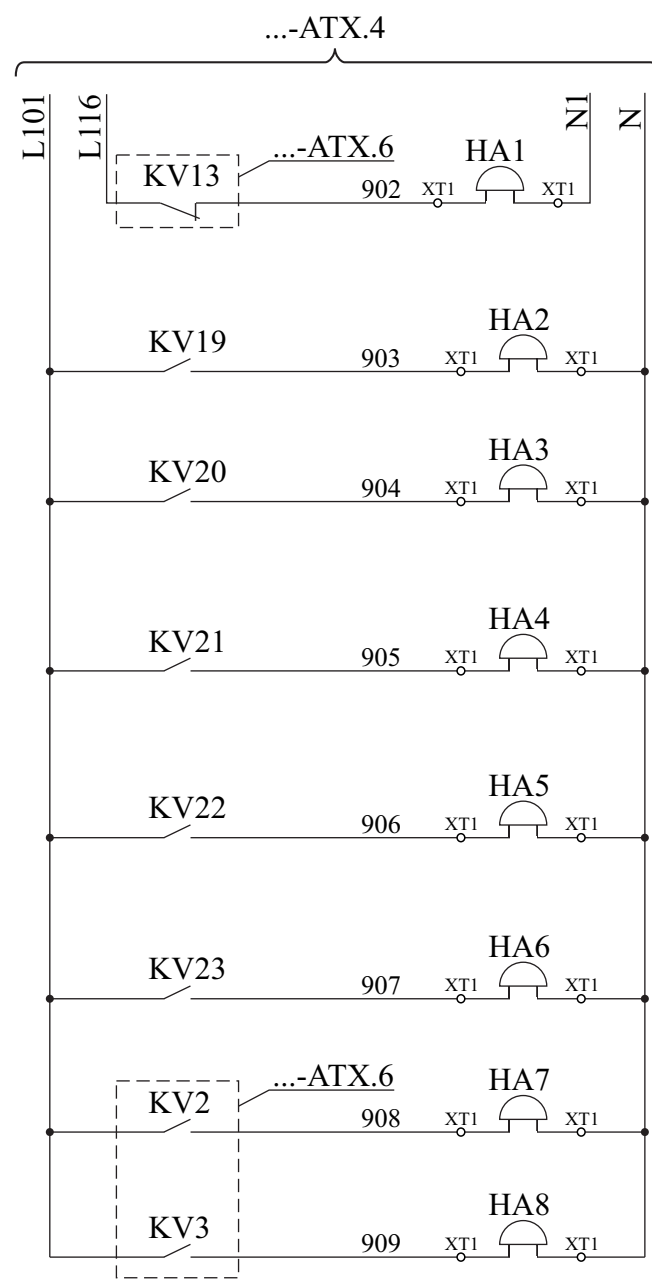 ...-ATX.4
L101
L116
N1
N
...-ATX.6
KV13
902
XT1
HA1
XT1
KV19
903
XT1
HA2
XT1
KV20
904
XT1
HA3
XT1
KV21
905
XT1
HA4
XT1
KV22
906
XT1
HA5
XT1
KV23
907
XT1
HA6
XT1
...-ATX.6
KV2
908
XT1
HA7
XT1
KV3
909
XT1
HA8
XT1